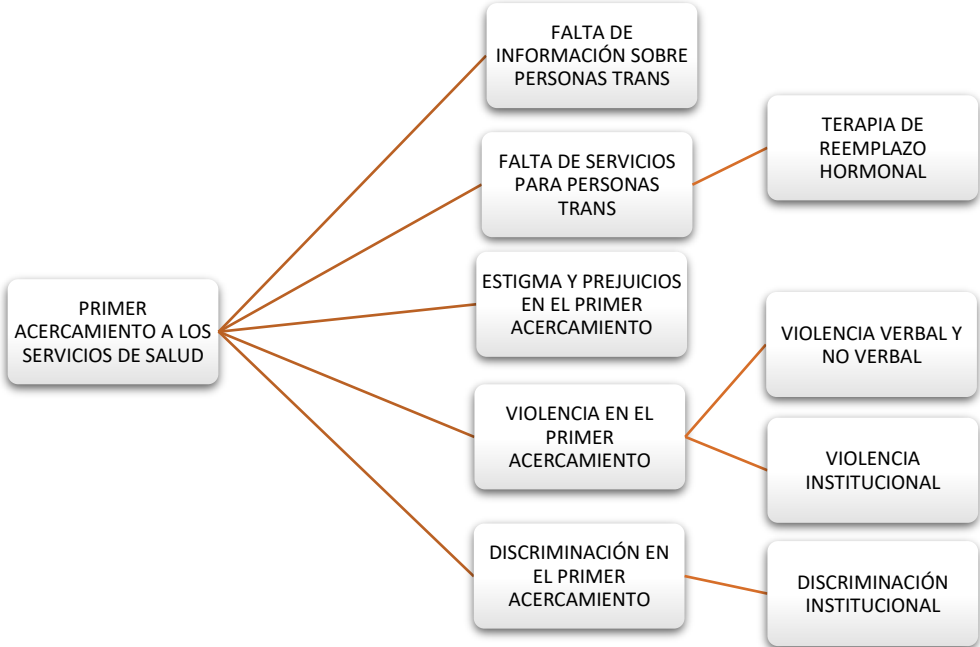 FALTA DE
INFORMACIÓN SOBRE
PERSONAS TRANS
TERAPIA DE
REEMPLAZO
HORMONAL
FALTA DE SERVICIOS
PARA PERSONAS
TRANS
ESTIGMA Y PREJUICIOS
EN EL PRIMER
ACERCAMIENTO
PRIMER
ACERCAMIENTO A LOS
SERVICIOS DE SALUD
VIOLENCIA VERBAL Y
NO VERBAL
VIOLENCIA EN EL
PRIMER
ACERCAMIENTO
VIOLENCIA
INSTITUCIONAL
DISCRIMINACIÓN EN
EL PRIMER
ACERCAMIENTO
DISCRIMINACIÓN
INSTITUCIONAL